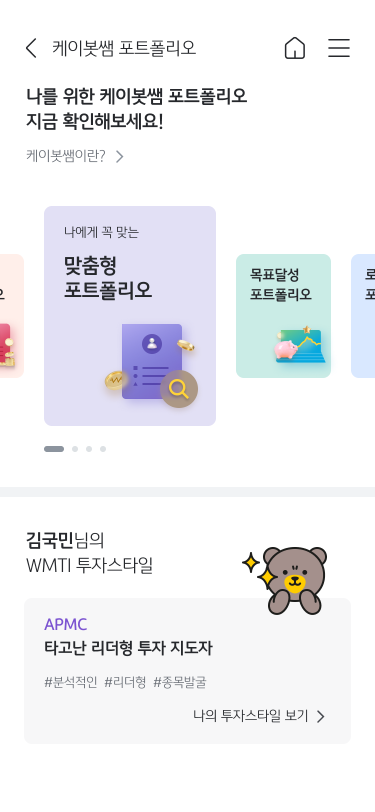 케이봇쌤 포트폴리오
나를 위한 케이봇쌤 포트폴리오
지금 확인해보세요!
케이봇쌤이란?
나에게 꼭 맞는
맞춤형
포트폴리오
목표달성
포트폴리오
김국민님의
WMTI 투자스타일
APMC
타고난 리더형 투자 지도자
#분석적인 #리더형 #종목발굴
나의 투자스타일 보기